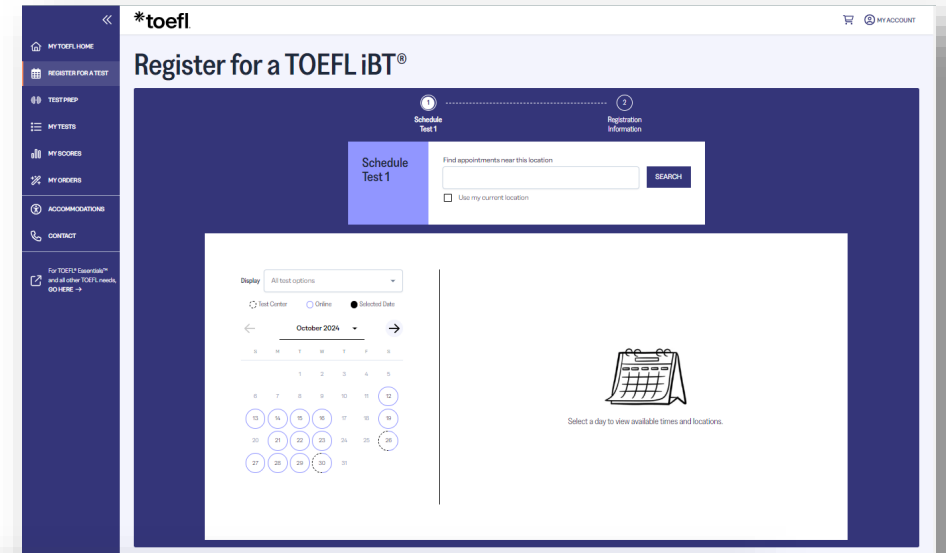 *toefl
MY ACCOUNT
MY TOEFL HOME
REGISTER FOR A TEST
TEST PREP
MY TESTS
MY SCORES
MY ORDERS
ACCOMMODATIONS
CONTACT
For TOEFL® Essentials™
and all other TOEFL needs,
GO HERE →
Register for a TOEFL iBT®
1
2
Schedule
Test 1
Registration
Information
Schedule
Test 1
Find appointments near this location
SEARCH
Use my current location
Display
All test options
Test Center Online Selected Date
October 2024
S M T W T F S
1 2 3 4 5
6 7 8 9 10 11 12
13 14 15 16 17 18 19
20 21 22 23 24 25 26
27 28 29 30 31
Select a day to view available times and locations.